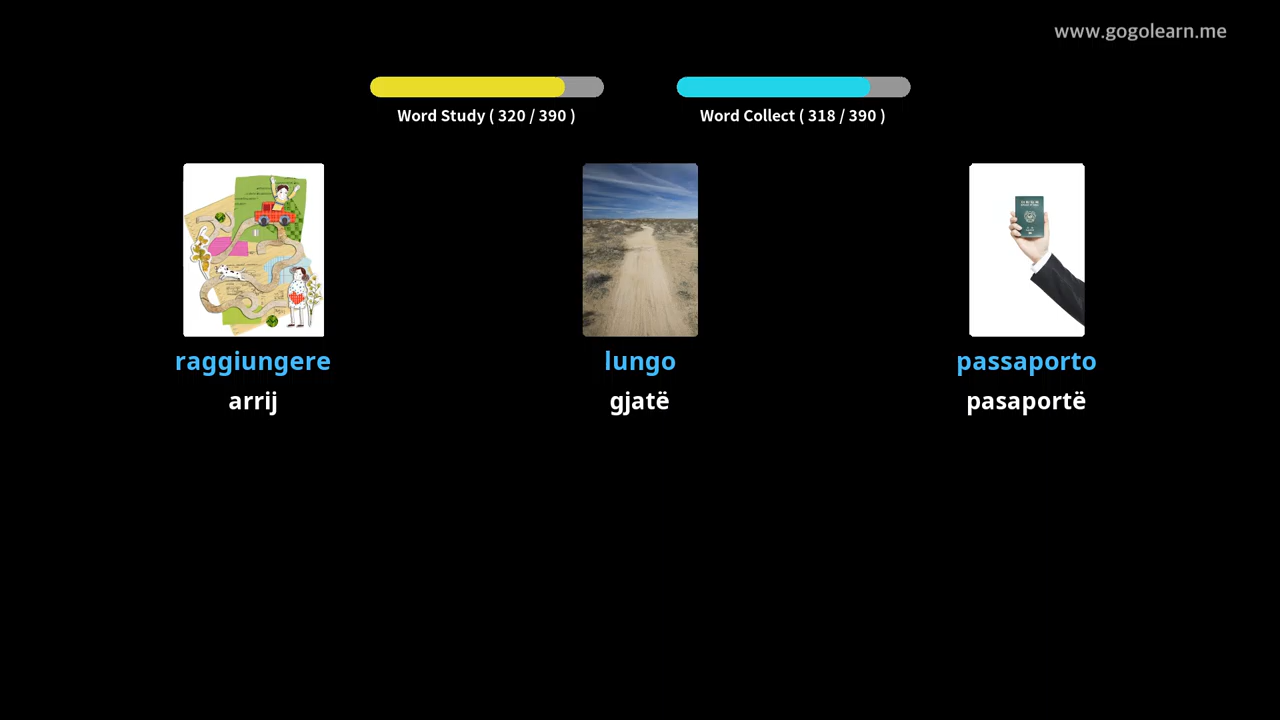 www.gogolearn.me
Word Study ( 320 / 390 )
Word Collect ( 318 / 390 )
raggiungere
lungo
passaporto
arrij
gjatë
pasaportë